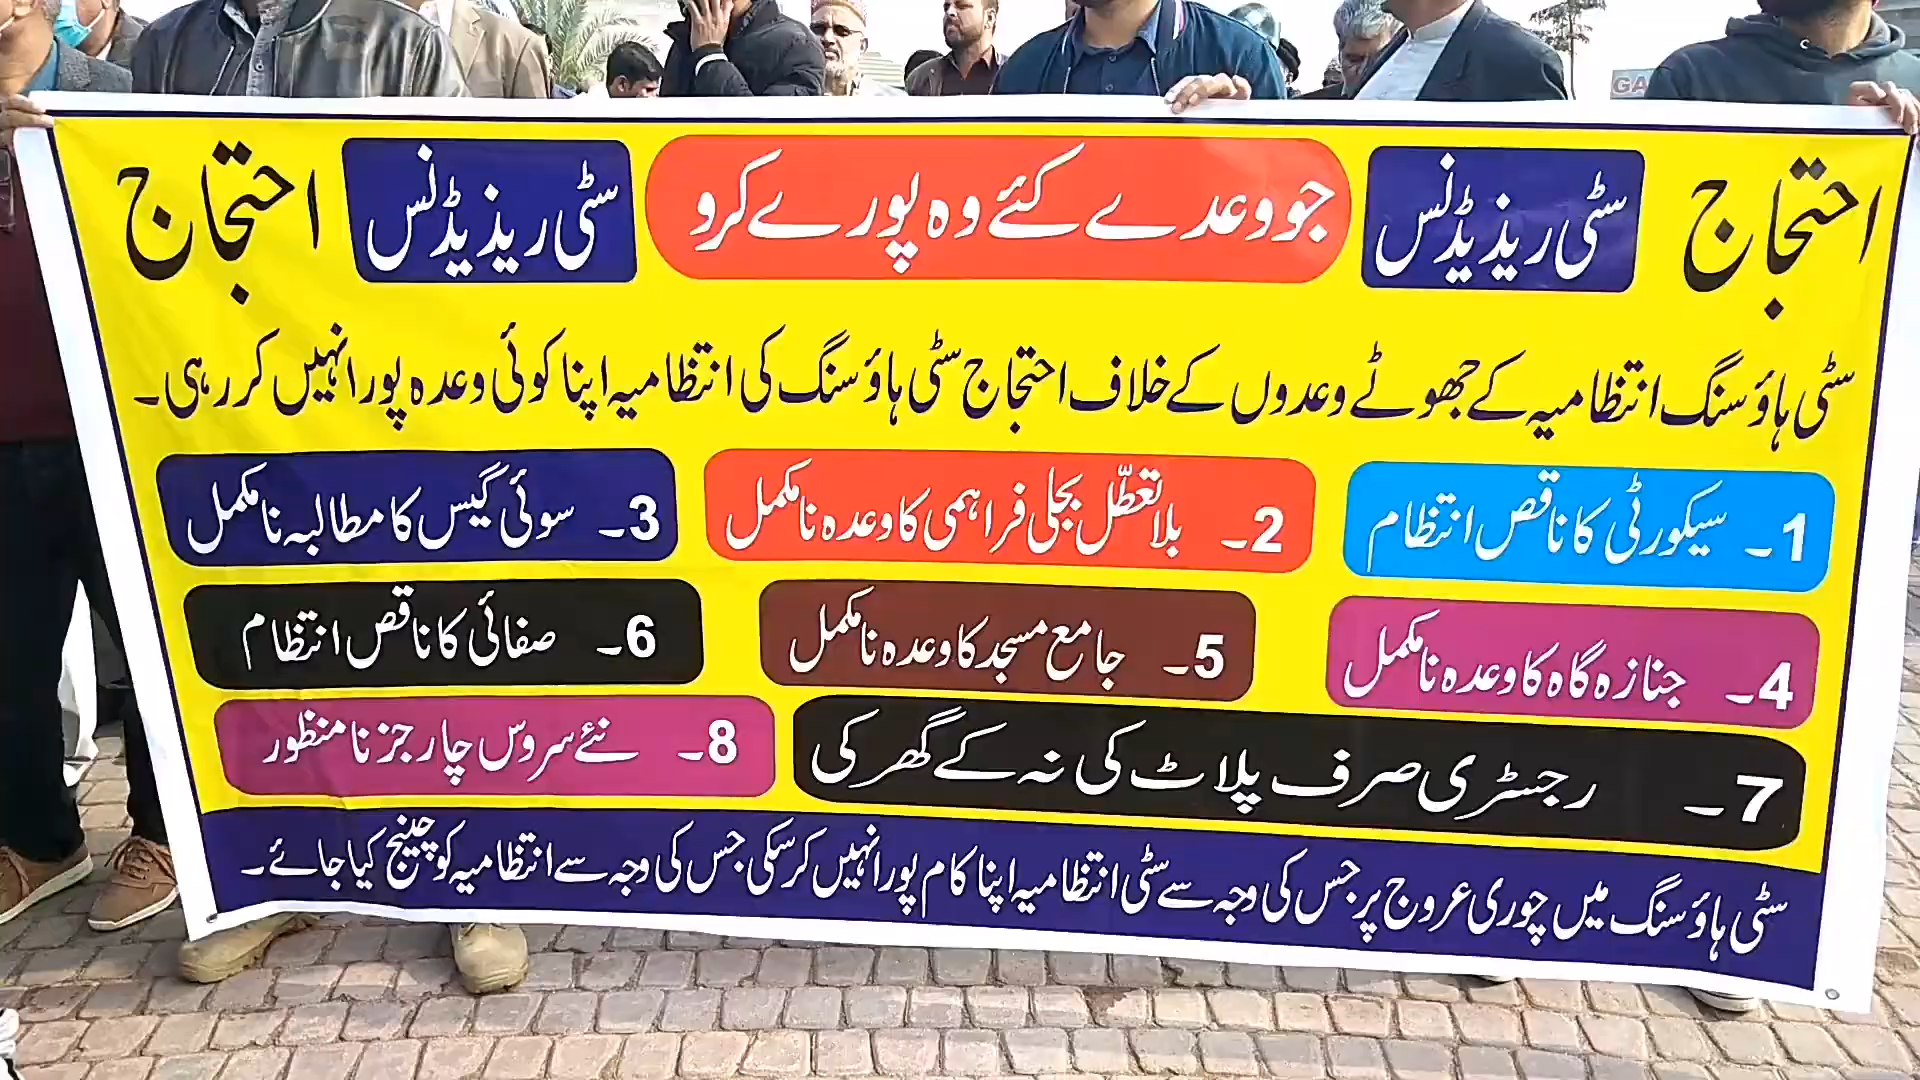 احتجاج سٹی ریذیڈنس جو وعدے کئے وہ پورے کرو سٹی ریذیڈنس احتجاج
سٹی ہاؤسنگ انتظامیہ کے جھوٹے وعدوں کے خلاف احتجاج سٹی ہاؤسنگ کی انتظامیہ اپنا کوئی وعدہ پورا نہیں کر رہی۔
1۔ سیکورٹی کا ناقص انتظام
2۔ بلا تعطّل بجلی فراہمی کا وعدہ نامکمل
3۔ سوئی گیس کا مطالبہ نامکمل
4۔ جنازہ گاہ کا وعدہ نامکمل
5۔ جامع مسجد کا وعدہ نامکمل
6۔ صفائی کا ناقص انتظام
7۔ رجسٹری صرف پلاٹ کی نہ کے گھر کی
8۔ نئے سروس چارجز نامنظور
سٹی ہاؤسنگ میں چوری عروج پر جس کی وجہ سے سٹی انتظامیہ اپنا کام پورا نہیں کر سکی جس کی وجہ سے انتظامیہ کو چینج کیا جائے۔
GA